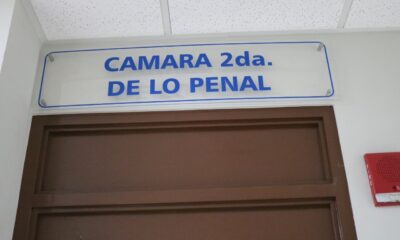 CAMARA 2da.
DE LO PENAL